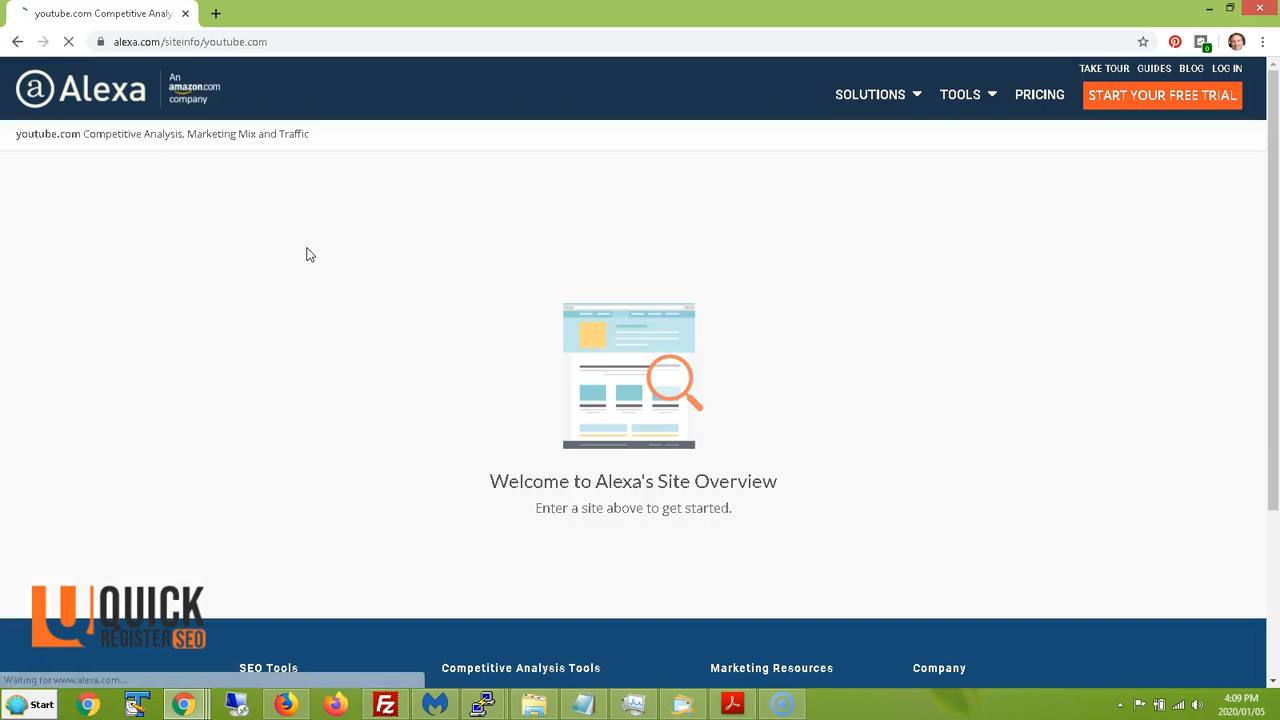 youtube.com Competitive Analy
alexa.com/siteinfo/youtube.com
0
TAKE TOUR GUIDES BLOG LOG IN
a Alexa
An
amazon.com
company
SOLUTIONS TOOLS PRICING START YOUR FREE TRIAL
youtube.com Competitive Analysis, Marketing Mix and Traffic
Welcome to Alexa's Site Overview
Enter a site above to get started.
QUICK
REGISTER SEO
SEO Tools Competitive Analysis Tools Marketing Resources Company
Waiting for www.alexa.com...
Start
4:09 PM
2020/01/05